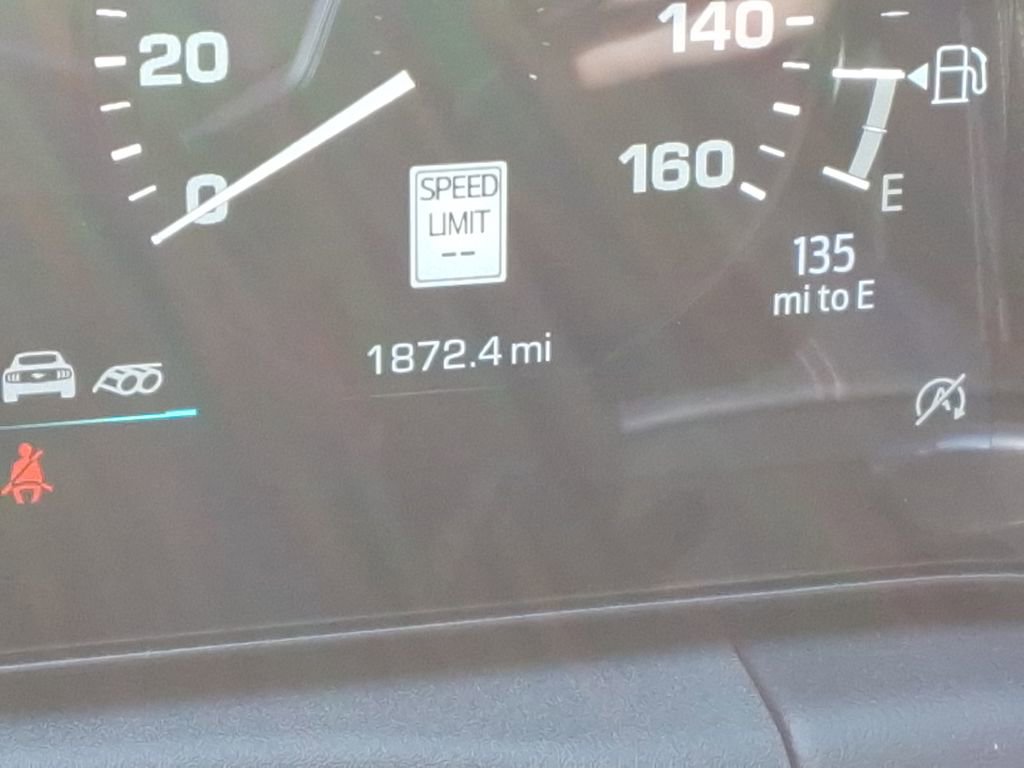 20
0
SPEED
LIMIT
--
1872.4 mi
140
160
E
135
mi to E
A